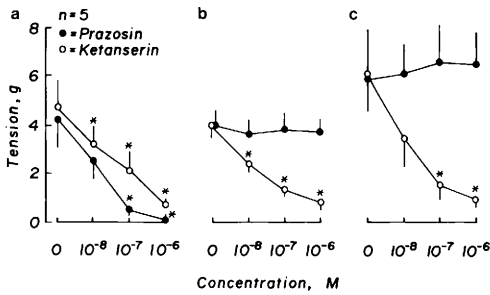 a
n=5
●=Prazosin
○=Ketanserin
b
c
Tension, g
8
6
4
2
0
*
*
*
*
*
*
*
*
*
*
0 10⁻⁸ 10⁻⁷ 10⁻⁶
0 10⁻⁸ 10⁻⁷ 10⁻⁶
0 10⁻⁸ 10⁻⁷ 10⁻⁶
Concentration, M